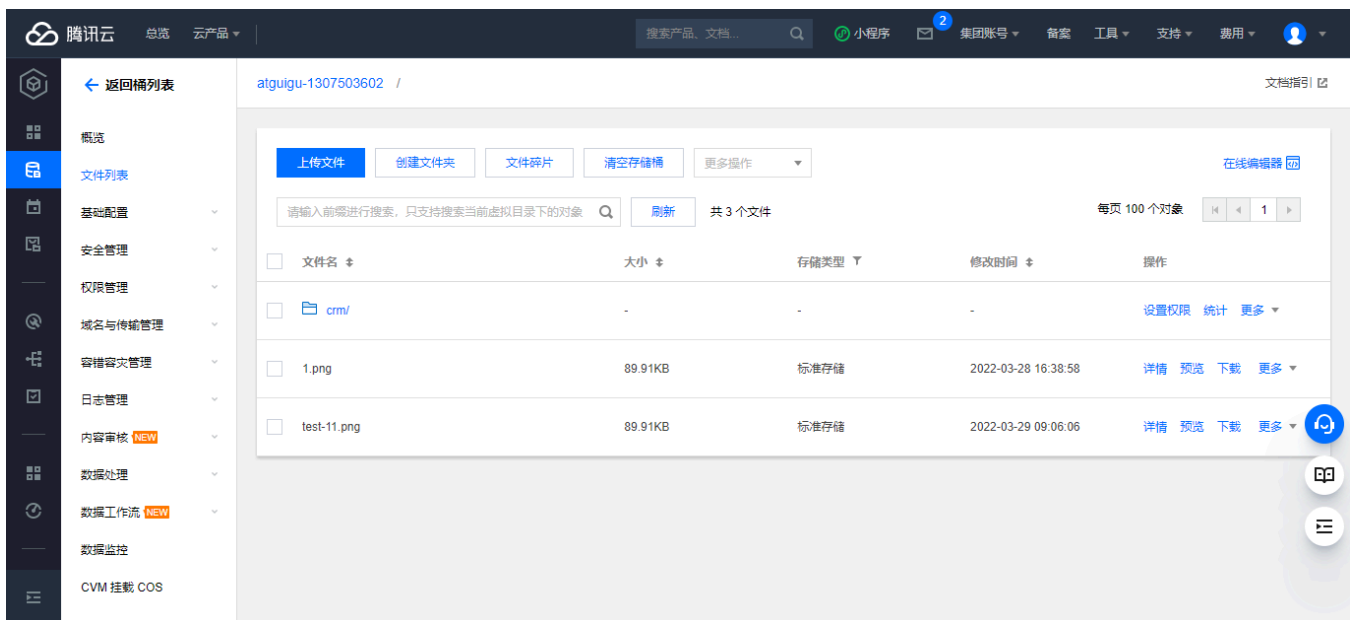 腾讯云 总览 云产品 搜索产品、文档... 小程序 2 集团账号 备案 工具 支持 费用
返回桶列表 atguigu-1307503602 / 文档指引
概览
上传文件 创建文件夹 文件碎片 清空存储桶 更多操作 在线编辑器
文件列表
基础配置 请输入前缀进行搜索，只支持搜索当前虚拟目录下的对象 刷新 共 3 个文件 每页 100 个对象 1
安全管理
文件名 大小 存储类型 修改时间 操作
权限管理
crm/ - - - 设置权限 统计 更多
域名与传输管理
容错容灾管理
1.png 89.91KB 标准存储 2022-03-28 16:38:58 详情 预览 下载 更多
日志管理
test-11.png 89.91KB 标准存储 2022-03-29 09:06:06 详情 预览 下载 更多
内容审核 NEW
数据处理
数据工作流 NEW
数据监控
CVM 挂载 COS